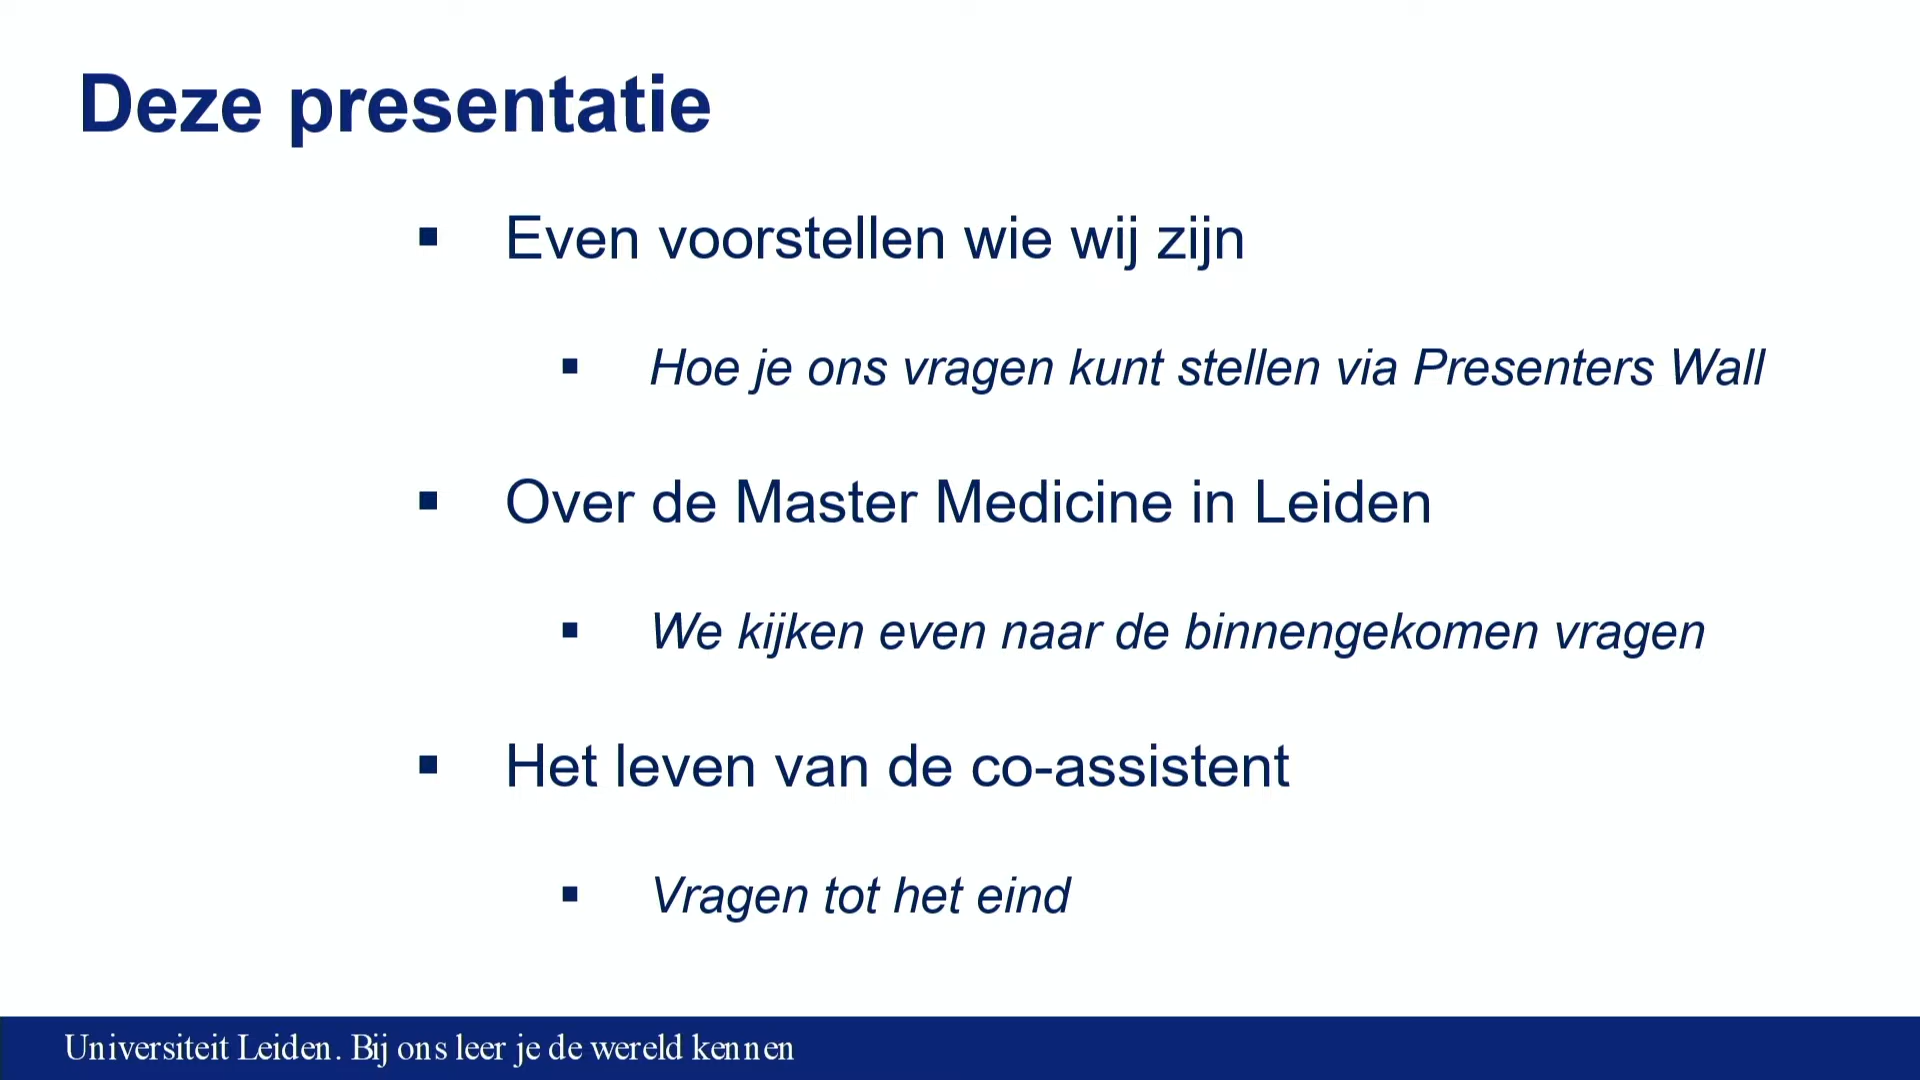 Deze presentatie
▪ Even voorstellen wie wij zijn
▪ Hoe je ons vragen kunt stellen via Presenters Wall
▪ Over de Master Medicine in Leiden
▪ We kijken even naar de binnengekomen vragen
▪ Het leven van de co-assistent
▪ Vragen tot het eind
Universiteit Leiden. Bij ons leer je de wereld kennen